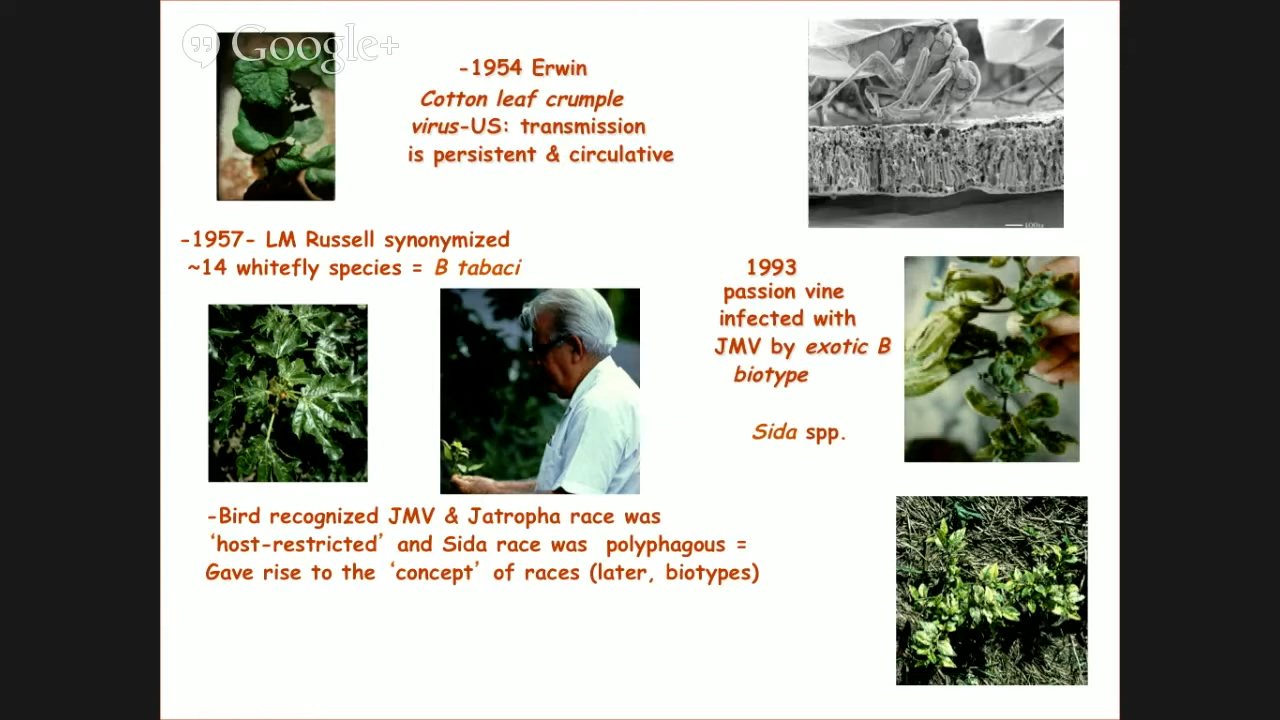 Google+
-1954 Erwin
Cotton leaf crumple
virus-US: transmission
is persistent & circulative
-1957- LM Russell synonymized
~14 whitefly species = B tabaci
1993
passion vine
infected with
JMV by exotic B
biotype
Sida spp.
-Bird recognized JMV & Jatropha race was
‘host-restricted’ and Sida race was polyphagous =
Gave rise to the ‘concept’ of races (later, biotypes)